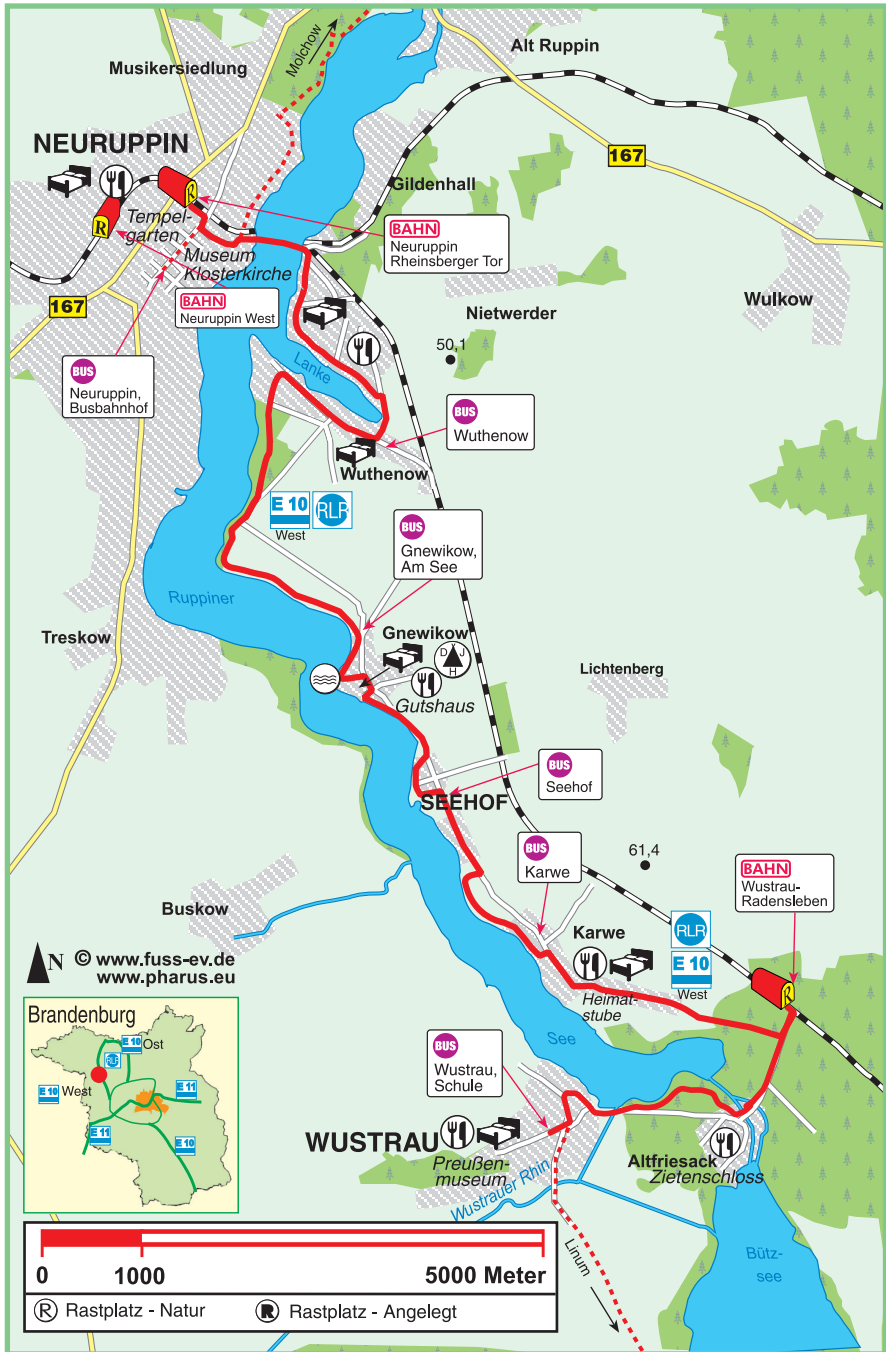 Musikersiedlung
Molchow
Alt Ruppin
NEURUPPIN
167
Gildenhall
R
R
Tempel-
garten
BAHN
Neuruppin
Rheinsberger Tor
Museum
Klosterkirche
BAHN
Neuruppin West
167
Wulkow
Nietwerder
50,1
BUS
Neuruppin,
Busbahnhof
Lanke
BUS
Wuthenow
Wuthenow
E 10
West
RLR
BUS
Gnewikow,
Am See
Ruppiner
Treskow
Gnewikow
D J
H
Gutshaus
Lichtenberg
BUS
Seehof
SEEHOF
BUS
Karwe
61,4
BAHN
Wustrau-
Radensleben
Buskow
Karwe
RLR
E 10
West
R
Heimat-
stube
N © www.fuss-ev.de
www.pharus.eu
Brandenburg
E 10 Ost
RLR
E 10 West
E 11
E 11
E 10
See
BUS
Wustrau,
Schule
WUSTRAU
Preußen-
museum
Altfriesack
Zietenschloss
Wustrauer Rhin
Linum
Bütz-
see
0 1000 5000 Meter
R Rastplatz - Natur R Rastplatz - Angelegt